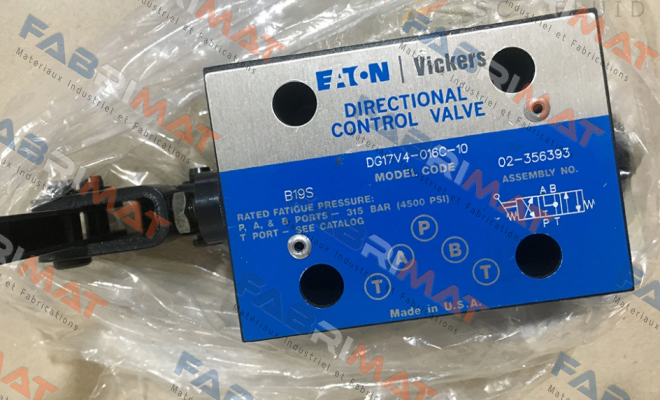 EATON | Vickers
DIRECTIONAL
CONTROL VALVE
DG17V4-016C-10
MODEL CODE
02-356393
ASSEMBLY NO.
B19S
RATED FATIGUE PRESSURE:
P, A, & B PORTS - 315 BAR (4500 PSI)
T PORT - SEE CATALOG
A B
P T
P
A B
T T
Made in U.S.A.
FABRIMAT
Matériaux Industriel et Fabrications